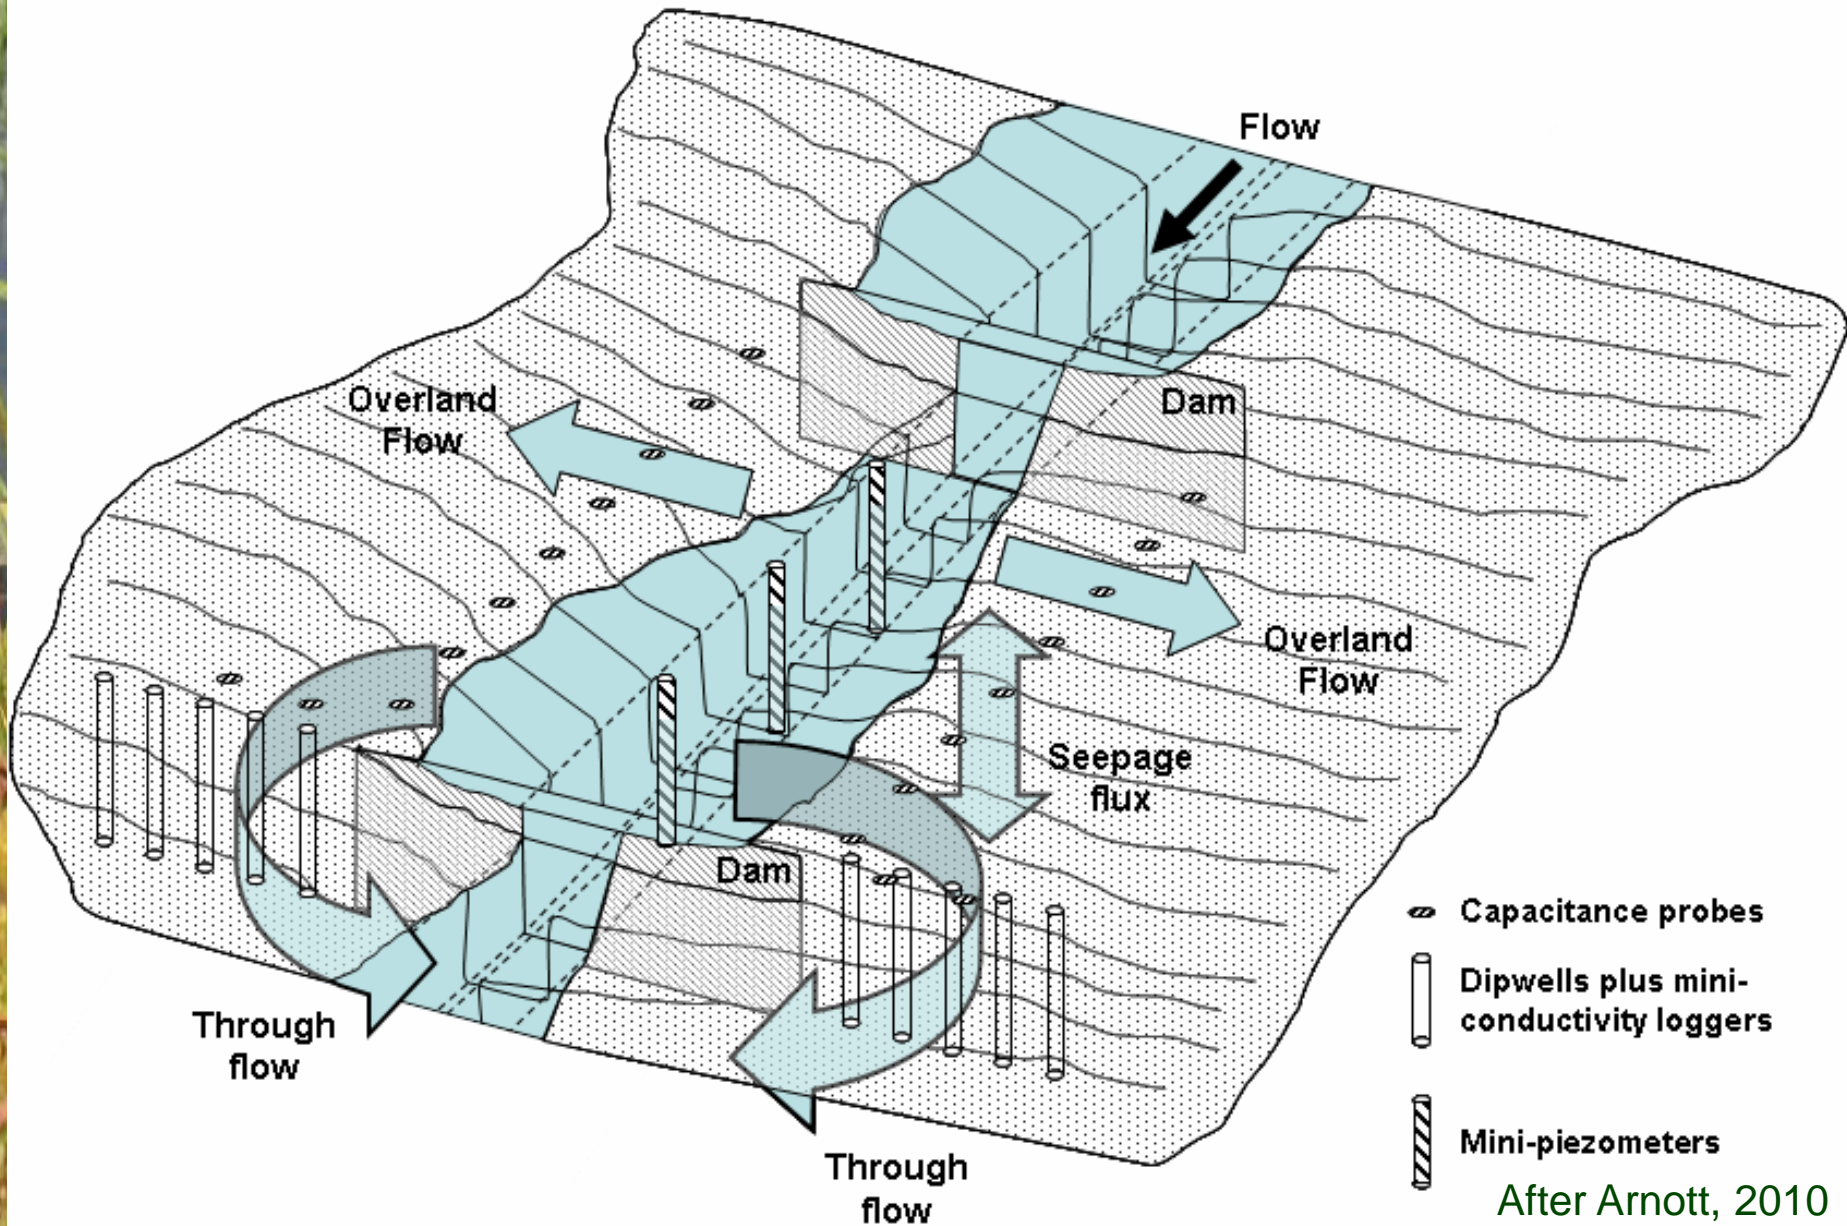 Flow
Overland
Flow
Dam
Overland
Flow
Seepage
flux
Dam
Capacitance probes
Dipwells plus mini-
conductivity loggers
Through
flow
Mini-piezometers
Through
flow
After Arnott, 2010